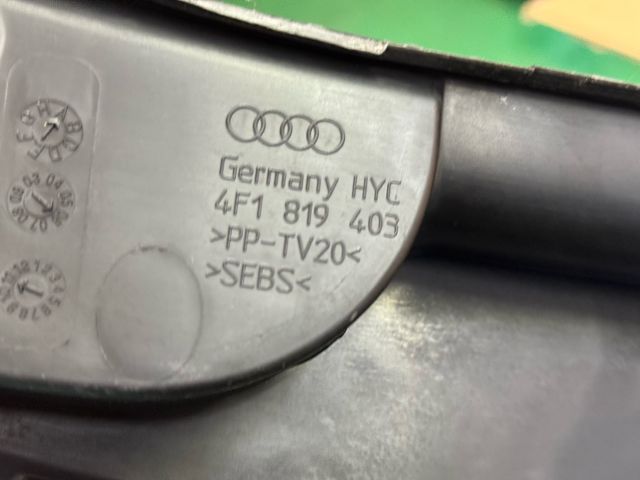 Germany HYC
4F1 819 403
>PP-TV20<
>SEBS<